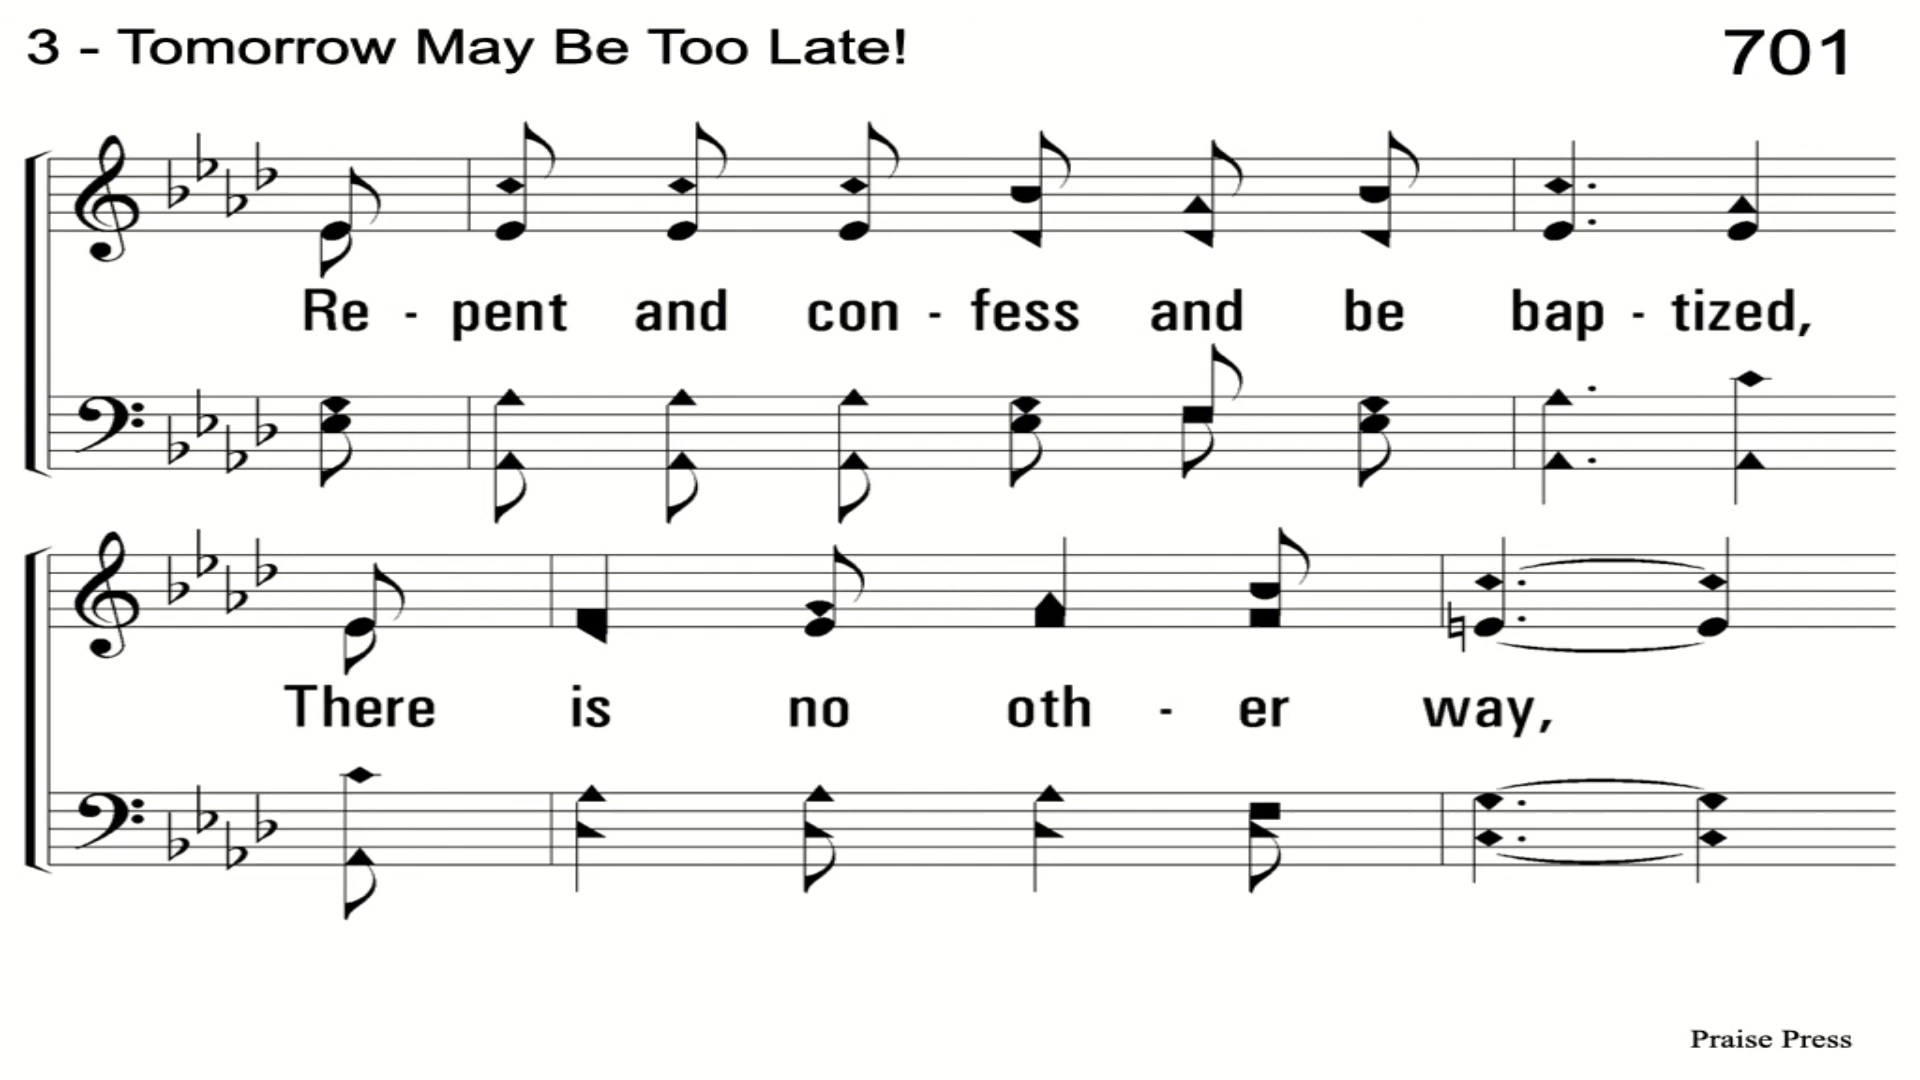 3 - Tomorrow May Be Too Late! 701
Re - pent and con - fess and be bap - tized,
There is no oth - er way,
Praise Press